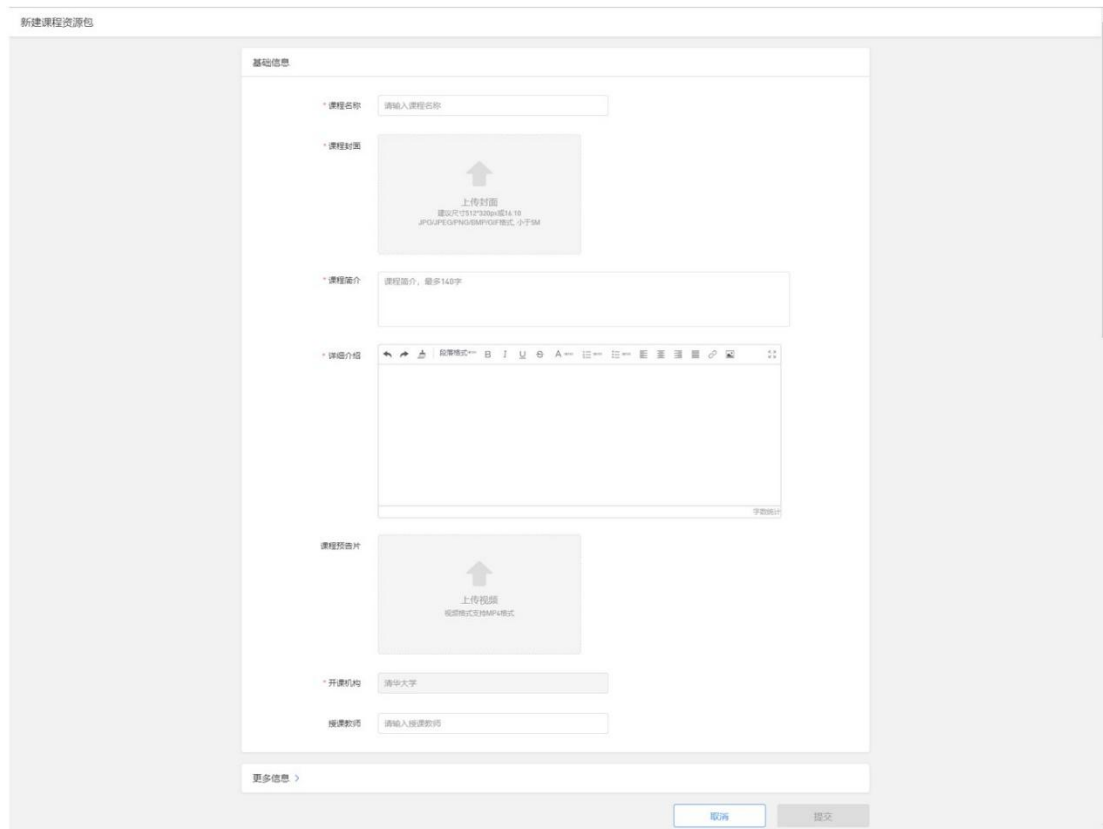 新建课程资源包
基础信息
* 课程名称 请输入课程名称
* 课程封面
上传封面
建议尺寸512*320px或16:10
JPG/JPEG/PNG/BMP/GIF格式, 小于5M
* 课程简介 课程简介，最多140字
* 详细介绍 段落格式 B I U S A
字数统计
课程预告片
上传视频
视频格式支持MP4格式
* 开课机构 清华大学
授课教师 请输入授课教师
更多信息 >
取消 提交